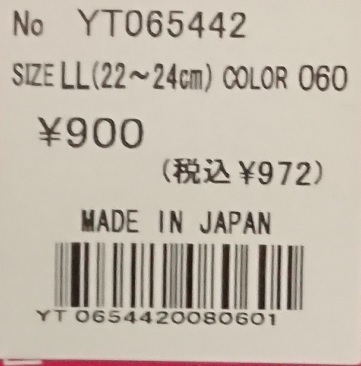 No YT065442
SIZE LL(22～24cm) COLOR 060
¥900
(税込¥972)
MADE IN JAPAN
YT 0654420080601